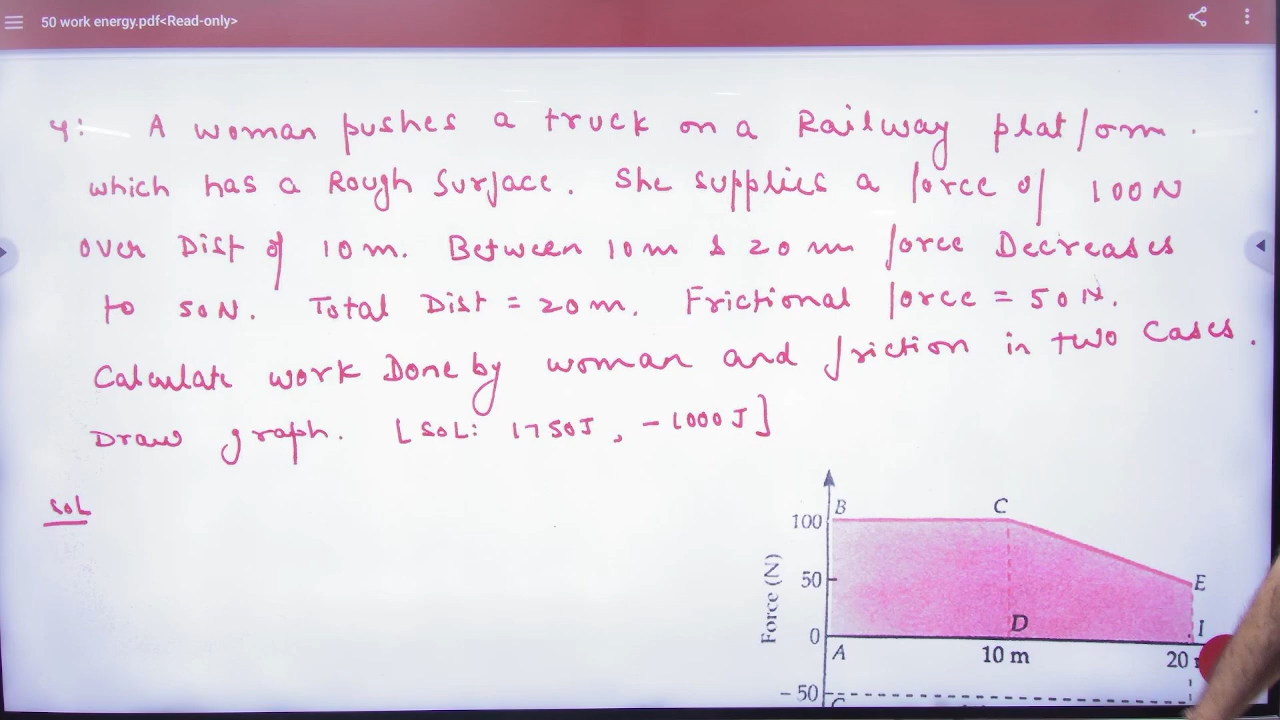 50 work energy.pdf<Read-only>
4: A woman pushes a truck on a Railway platform.
which has a Rough Surface. She supplies a force of 100N
over Dist of 10m. Between 10m & 20m force Decreases
to 50N. Total Dist = 20m. Frictional force = 50N.
Calculate work Done by woman and friction in two Cases.
Draw graph. [SOL: 1750J, -1000J]
SOL
B
C
100
50
E
Force (N)
0
D
I
A
10 m
20
- 50